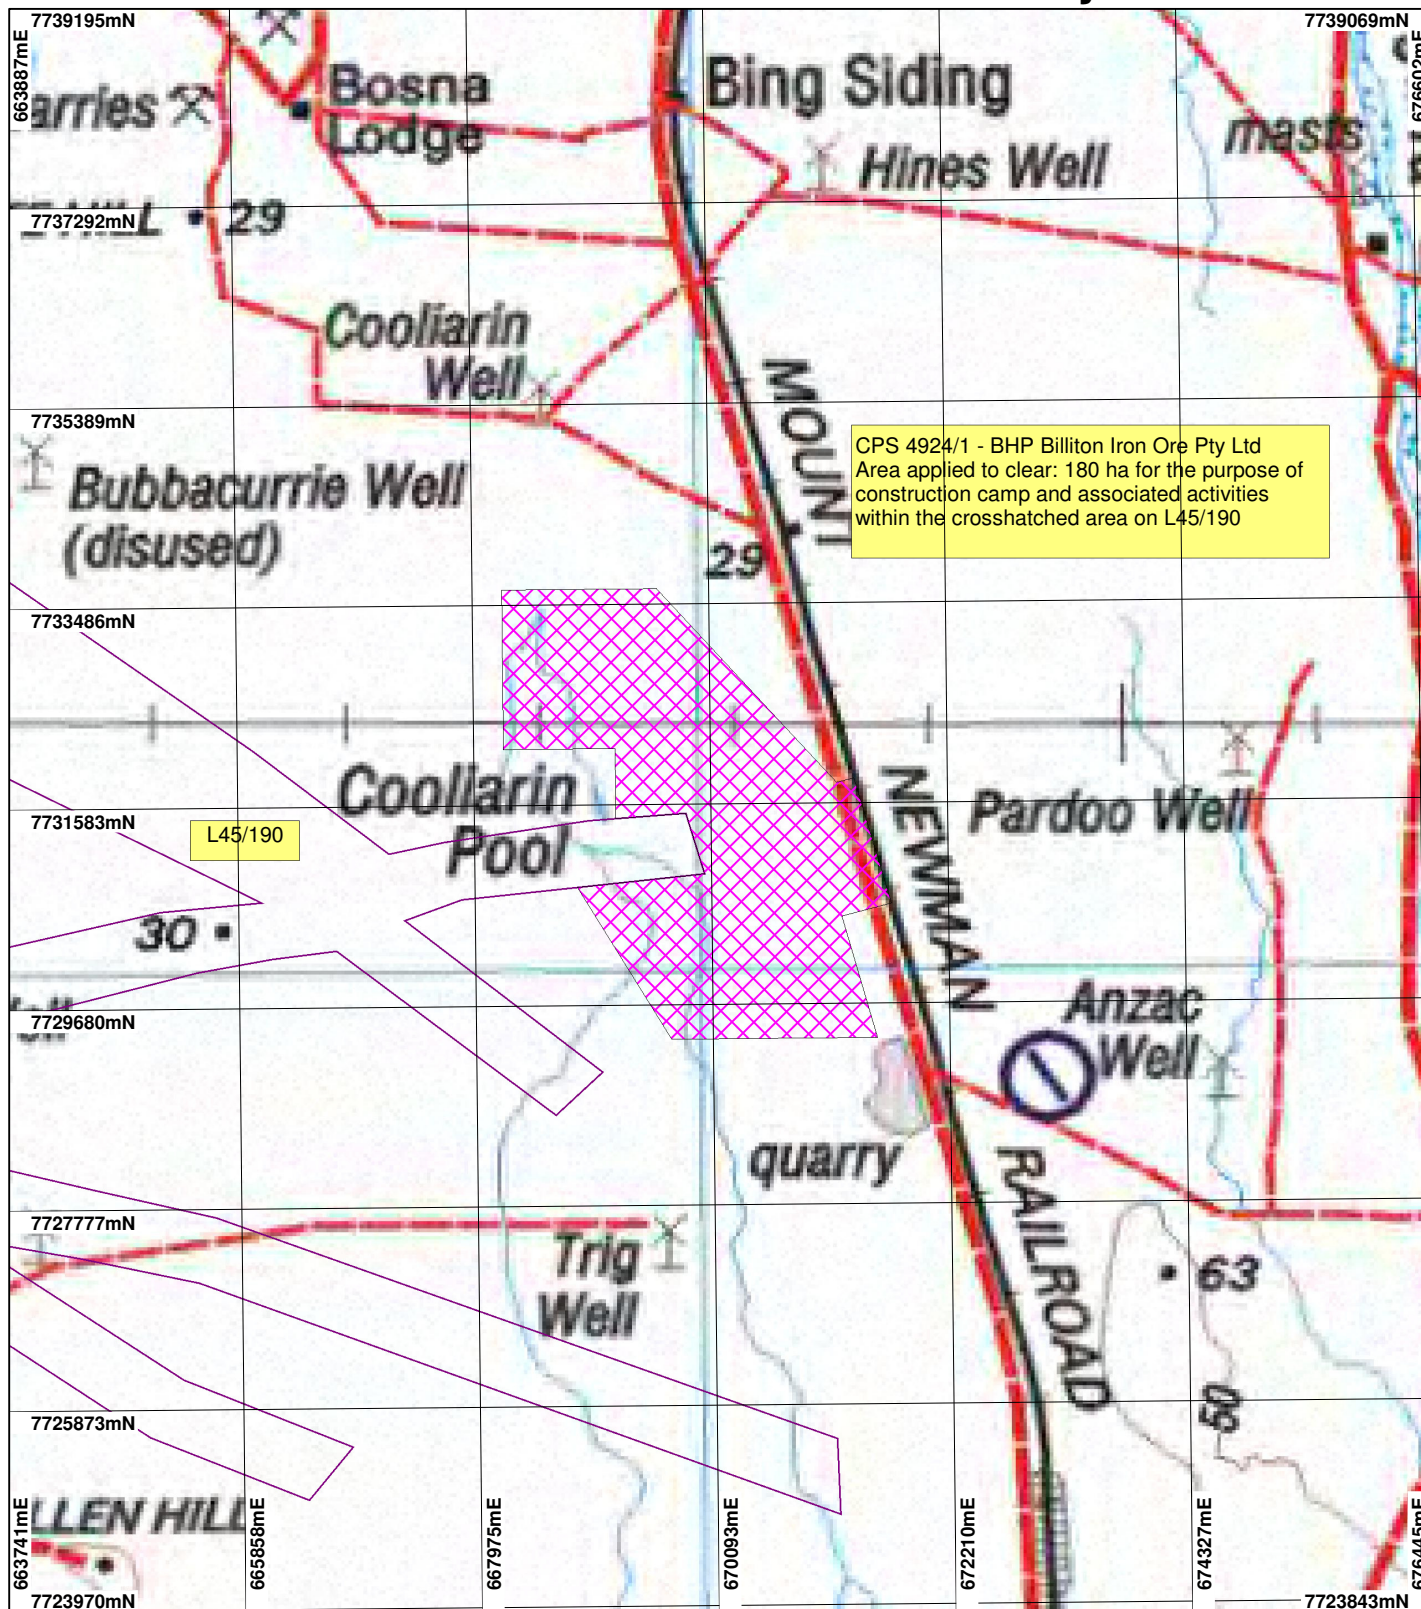 7739195mN
7739069mN
663887mE
676602mE
Bosna
Lodge
Bing Siding
arries
masts
Hines Well
HILL
29
7737292mN
Cooliarin
Well
7735389mN
MOUNT
CPS 4924/1 - BHP Billiton Iron Ore Pty Ltd
Area applied to clear: 180 ha for the purpose of
construction camp and associated activities
within the crosshatched area on L45/190
Bubbacurrie Well
(disused)
29
7733486mN
Cooliarin
Pool
NEWMAN
Pardoo Well
7731583mN
L45/190
30
7729680mN
Anzac
Well
quarry
RAILROAD
7727777mN
Trig
Well
63
50
7725873mN
LLEN HILL
663741mE
665858mE
667975mE
670093mE
672210mE
674327mE
676445mE
7723970mN
7723843mN